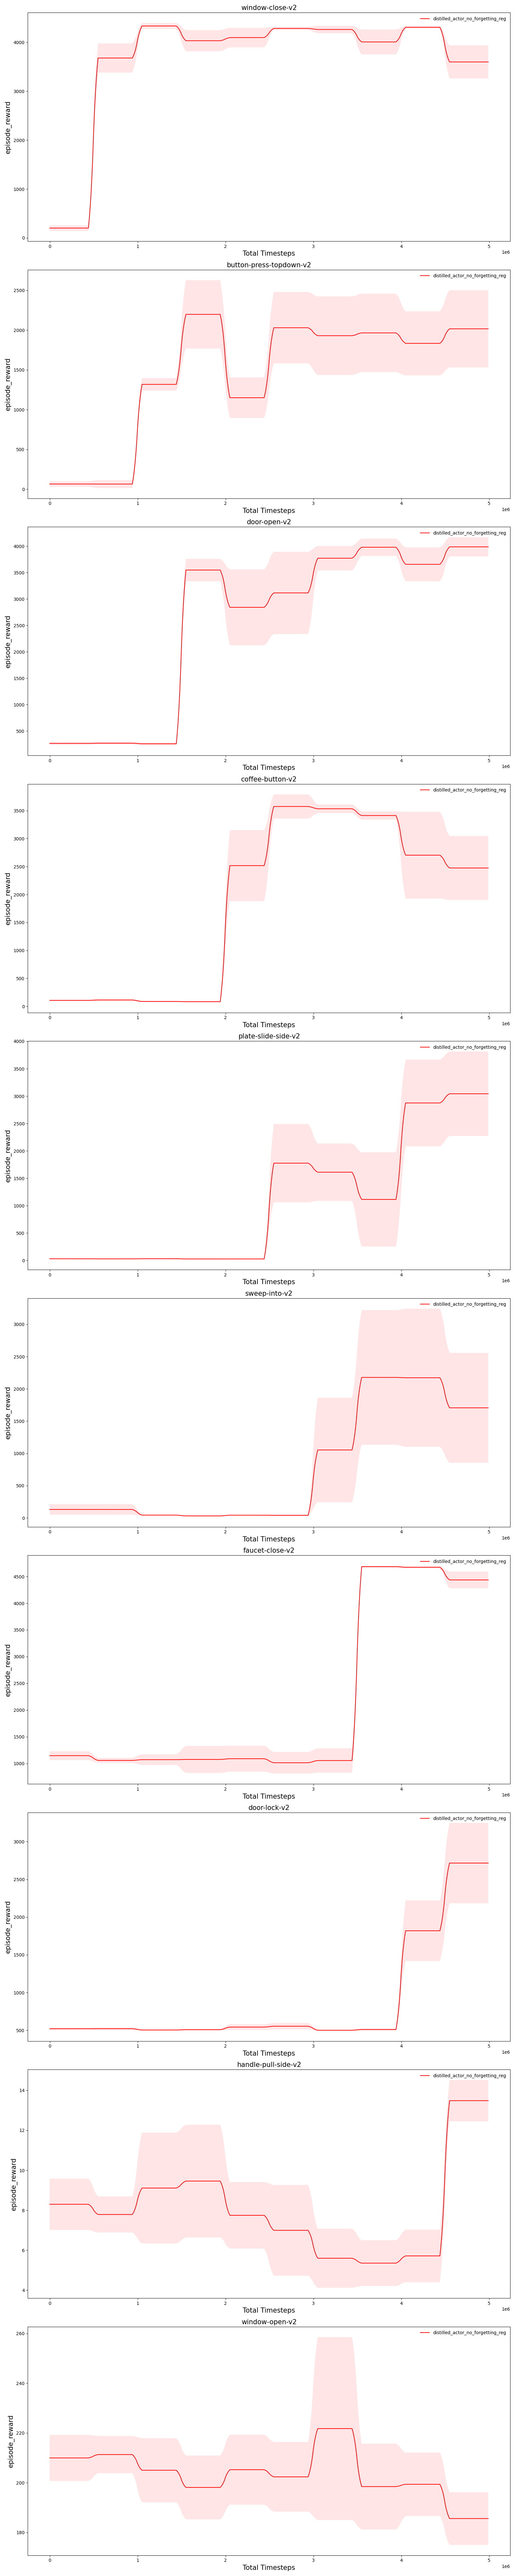 window-close-v2
distilled_actor_no_forgetting_reg
4000
3000
2000
1000
0
episode_reward
0 1 2 3 4 5
1e6
Total Timesteps
button-press-topdown-v2
distilled_actor_no_forgetting_reg
2500
2000
1500
1000
500
0
episode_reward
0 1 2 3 4 5
1e6
Total Timesteps
door-open-v2
distilled_actor_no_forgetting_reg
4000
3500
3000
2500
2000
1500
1000
500
episode_reward
0 1 2 3 4 5
1e6
Total Timesteps
coffee-button-v2
distilled_actor_no_forgetting_reg
3500
3000
2500
2000
1500
1000
500
0
episode_reward
0 1 2 3 4 5
1e6
Total Timesteps
plate-slide-side-v2
distilled_actor_no_forgetting_reg
4000
3500
3000
2500
2000
1500
1000
500
0
episode_reward
0 1 2 3 4 5
1e6
Total Timesteps
sweep-into-v2
distilled_actor_no_forgetting_reg
3000
2500
2000
1500
1000
500
0
episode_reward
0 1 2 3 4 5
1e6
Total Timesteps
faucet-close-v2
distilled_actor_no_forgetting_reg
4500
4000
3500
3000
2500
2000
1500
1000
episode_reward
0 1 2 3 4 5
1e6
Total Timesteps
door-lock-v2
distilled_actor_no_forgetting_reg
3000
2500
2000
1500
1000
500
episode_reward
0 1 2 3 4 5
1e6
Total Timesteps
handle-pull-side-v2
distilled_actor_no_forgetting_reg
14
12
10
8
6
4
episode_reward
0 1 2 3 4 5
1e6
Total Timesteps
window-open-v2
distilled_actor_no_forgetting_reg
260
240
220
200
180
episode_reward
0 1 2 3 4 5
1e6
Total Timesteps